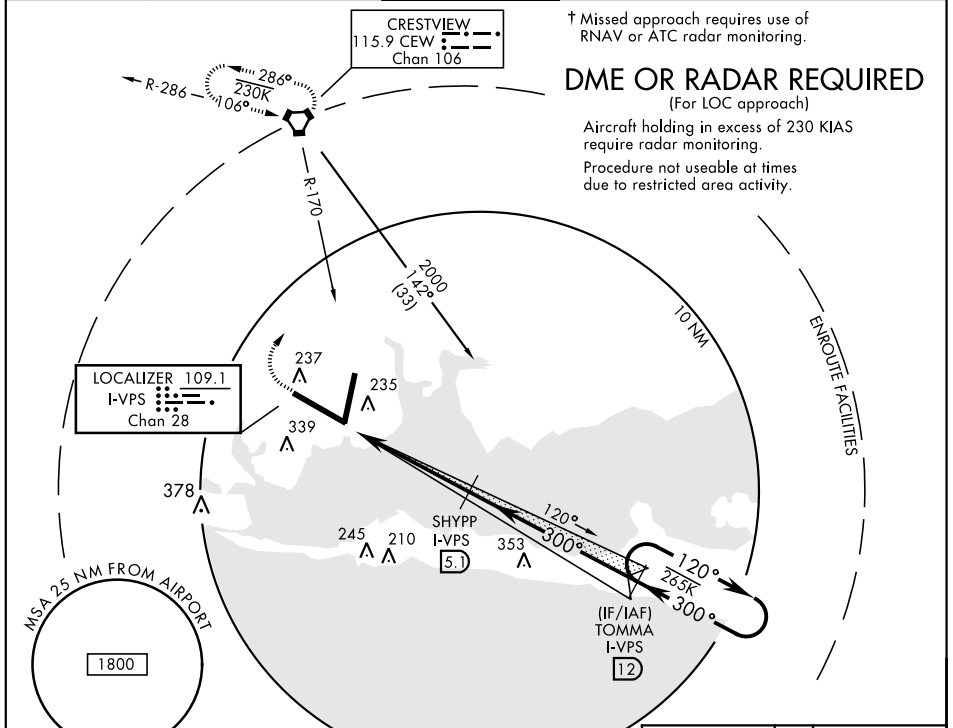 CRESTVIEW
115.9 CEW
Chan 106
† Missed approach requires use of
RNAV or ATC radar monitoring.
DME OR RADAR REQUIRED
(For LOC approach)
Aircraft holding in excess of 230 KIAS
require radar monitoring.
Procedure not useable at times
due to restricted area activity.
R-286
286°
230K
106°
R-170
2000
142°
(33)
10 NM
ENROUTE FACILITIES
LOCALIZER 109.1
I-VPS
Chan 28
237
235
339
378
245
210
353
SHYPP
I-VPS
5.1
120°
300°
120°
265K
300°
(IF/IAF)
TOMMA
I-VPS
12
MSA 25 NM FROM AIRPORT
1800